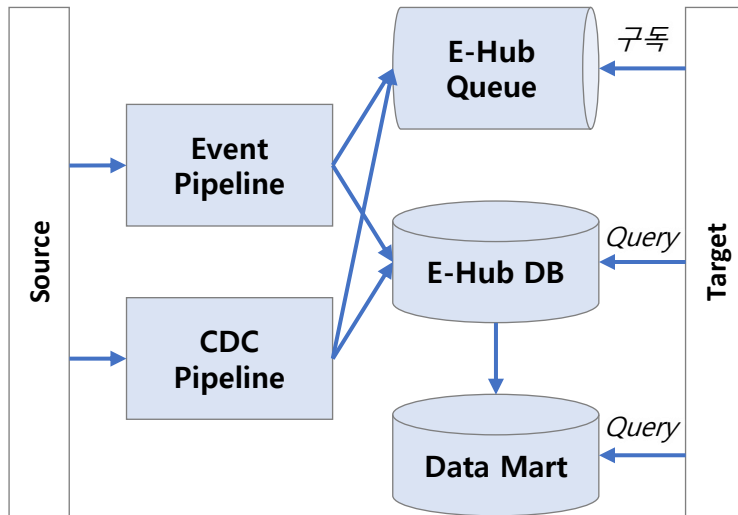 Source
Event
Pipeline
CDC
Pipeline
E-Hub
Queue
E-Hub DB
Data Mart
구독
Query
Query
Target